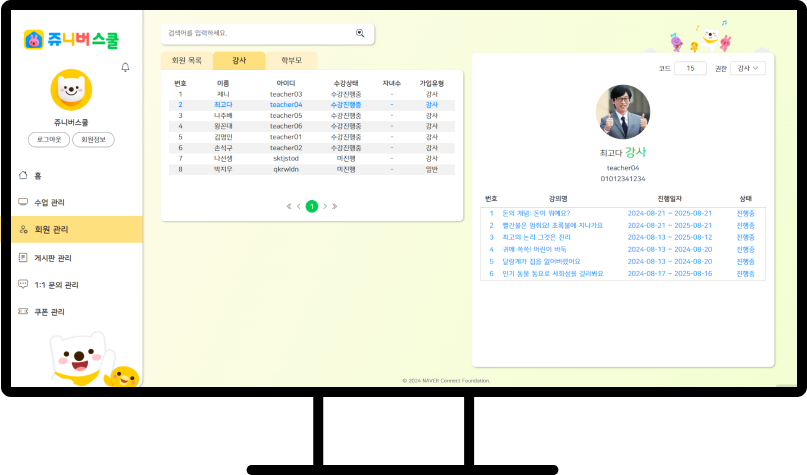 쥬니버스쿨
쥬니버스쿨
로그아웃 회원정보
홈
수업 관리
회원 관리
게시판 관리
1:1 문의 관리
쿠폰 관리
검색어를 입력하세요.
회원 목록 강사 학부모
번호 이름 아이디 수강상태 자녀수 가입유형
1 제니 teacher03 수강진행중 - 강사
2 최고다 teacher04 수강진행중 - 강사
3 나추배 teacher05 수강진행중 - 강사
4 왕꼰대 teacher06 수강진행중 - 강사
5 김명민 teacher01 수강진행중 - 강사
6 손석구 teacher02 수강진행중 - 강사
7 나선생 sktjstod 미진행 - 강사
8 박지우 qkrwldn 미진행 - 일반
1
코드 15 권한 강사
최고다 강사
teacher04
01012341234
번호 강의명 진행일자 상태
1 돈의 개념: 돈이 뭐예요? 2024-08-21 ~ 2025-08-21 진행중
2 빨간불은 멈춰요! 초록불에 지나가요 2024-08-21 ~ 2025-08-21 진행중
3 최고의 논리 그것은 진리 2024-08-13 ~ 2025-08-12 진행중
4 귀에 쏙쏙! 어린이 바둑 2024-08-13 ~ 2024-08-20 진행중
5 달팽개가 집을 잃어버렸어요 2024-08-13 ~ 2024-08-20 진행중
6 인기 동물 동요로 사회성을 길러봐요 2024-08-17 ~ 2025-08-16 진행중
© 2024 NAVER Connect Foundation.